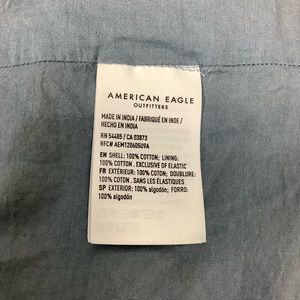 AMERICAN EAGLE
OUTFITTERS
MADE IN INDIA / FABRIQUÉ EN INDE /
HECHO EN INDIA
RN 54485 / CA 03873
RFC# AEM120605U9A
EN SHELL: 100% COTTON; LINING:
100% COTTON . EXCLUSIVE OF ELASTIC
FR EXTÉRIEUR: 100% COTON; DOUBLURE:
100% COTON . SANS LES ÉLASTIQUES
SP EXTERIOR: 100% algodón; FORRO:
100% algodón